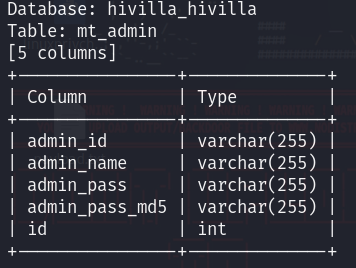 Database: hivilla_hivilla
Table: mt_admin
[5 columns]
+----------------+--------------+
| Column | Type |
+----------------+--------------+
| admin_id | varchar(255) |
| admin_name | varchar(255) |
| admin_pass | varchar(255) |
| admin_pass_md5 | varchar(255) |
| id | int |
+----------------+--------------+